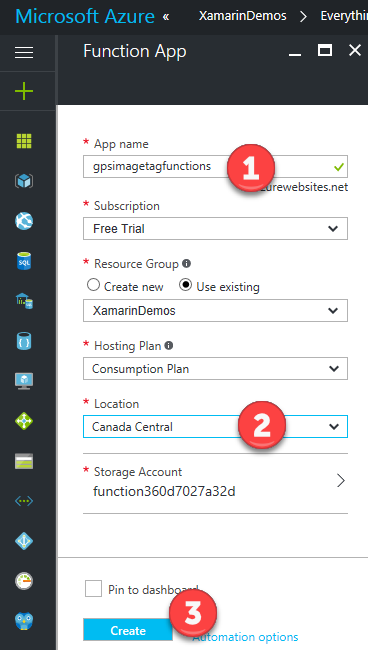 Microsoft Azure « XamarinDemos > Everythin
Function App
* App name
gpsimagetagfunctions
1
.azurewebsites.net
* Subscription
Free Trial
* Resource Group
Create new Use existing
XamarinDemos
* Hosting Plan
Consumption Plan
* Location
Canada Central
2
* Storage Account
function360d7027a32d
Pin to dashboard
3
Create
Automation options
SQL